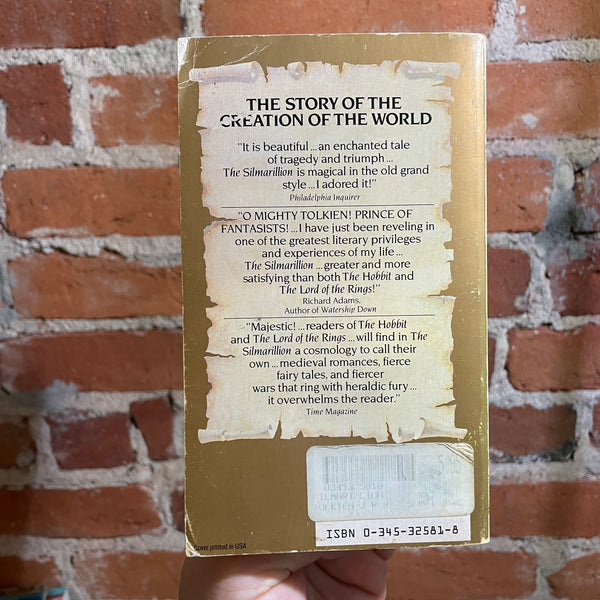 THE STORY OF THE
CREATION OF THE WORLD
"It is beautiful...an enchanted tale
of tragedy and triumph...
The Silmarillion is magical in the old grand
style...I adored it!"
Philadelphia Inquirer
"O MIGHTY TOLKIEN! PRINCE OF
FANTASISTS!...I have just been reveling in
one of the greatest literary privileges
and experiences of my life...
The Silmarillion...greater and more
satisfying than both The Hobbit and
The Lord of the Rings!"
Richard Adams,
Author of Watership Down
"Majestic!...readers of The Hobbit
and The Lord of the Rings...will find in The
Silmarillion a cosmology to call their
own...medieval romances, fierce
fairy tales, and fiercer
wars that ring with heraldic fury...
it overwhelms the reader."
Time Magazine
SILMARILLION
TOLKIEN J R R
ISBN 0-345-32581-8
Cover printed in USA